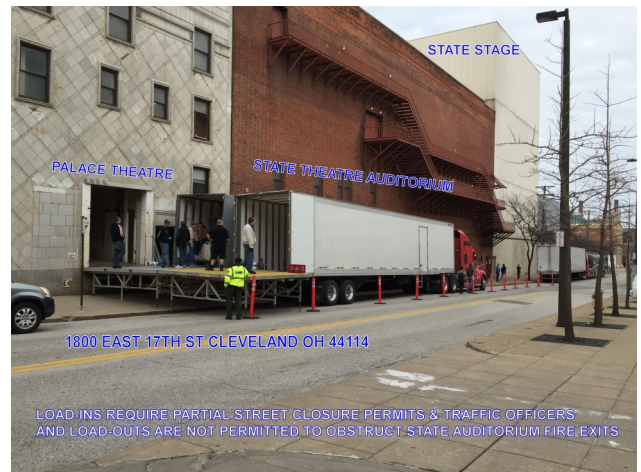 STATE STAGE
PALACE THEATRE
STATE THEATRE AUDITORIUM
1800 EAST 17TH ST CLEVELAND OH 44114
LOAD-INS REQUIRE PARTIAL STREET CLOSURE PERMITS & TRAFFIC OFFICERS
AND LOAD-OUTS ARE NOT PERMITTED TO OBSTRUCT STATE AUDITORIUM FIRE EXITS